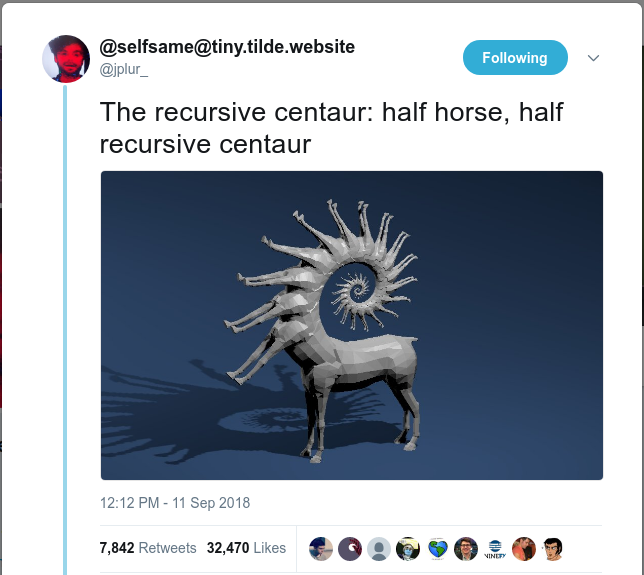 @selfsame@tiny.tilde.website
@jplur_
Following
The recursive centaur: half horse, half
recursive centaur
12:12 PM - 11 Sep 2018
7,842 Retweets 32,470 Likes